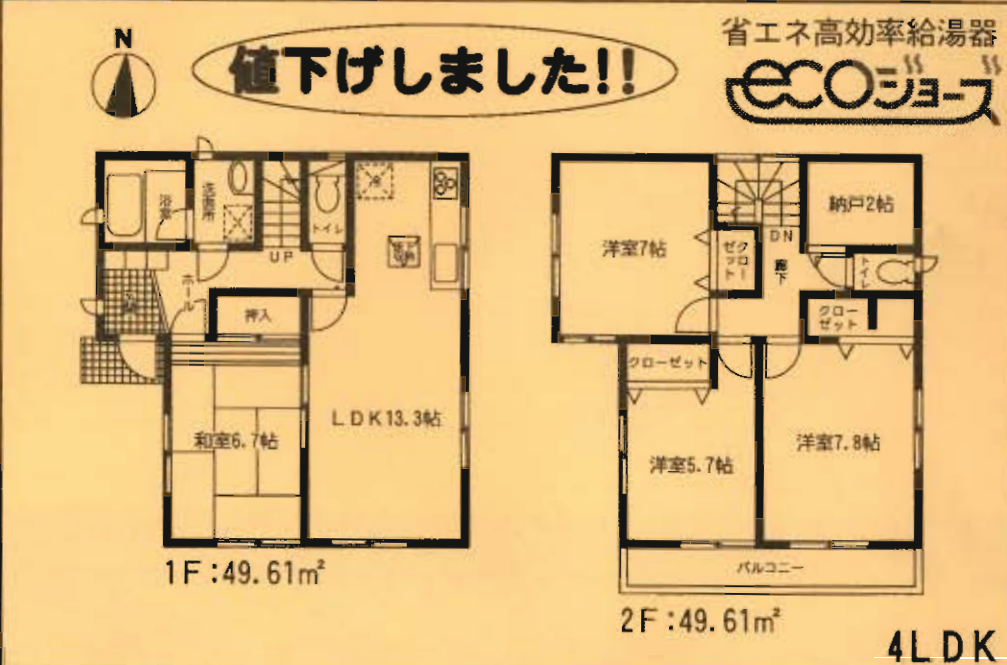 N
値下げしました!!
省エネ高効率給湯器
ecoジョーズ
浴室
洗面所
UP
トイレ
冷
ホール
押入
和室6.7帖
LDK13.3帖
1F:49.61㎡
洋室7帖
クローゼット
DN
廊下
納戸2帖
トイレ
クローゼット
クローゼット
洋室5.7帖
洋室7.8帖
バルコニー
2F:49.61㎡
4LDK